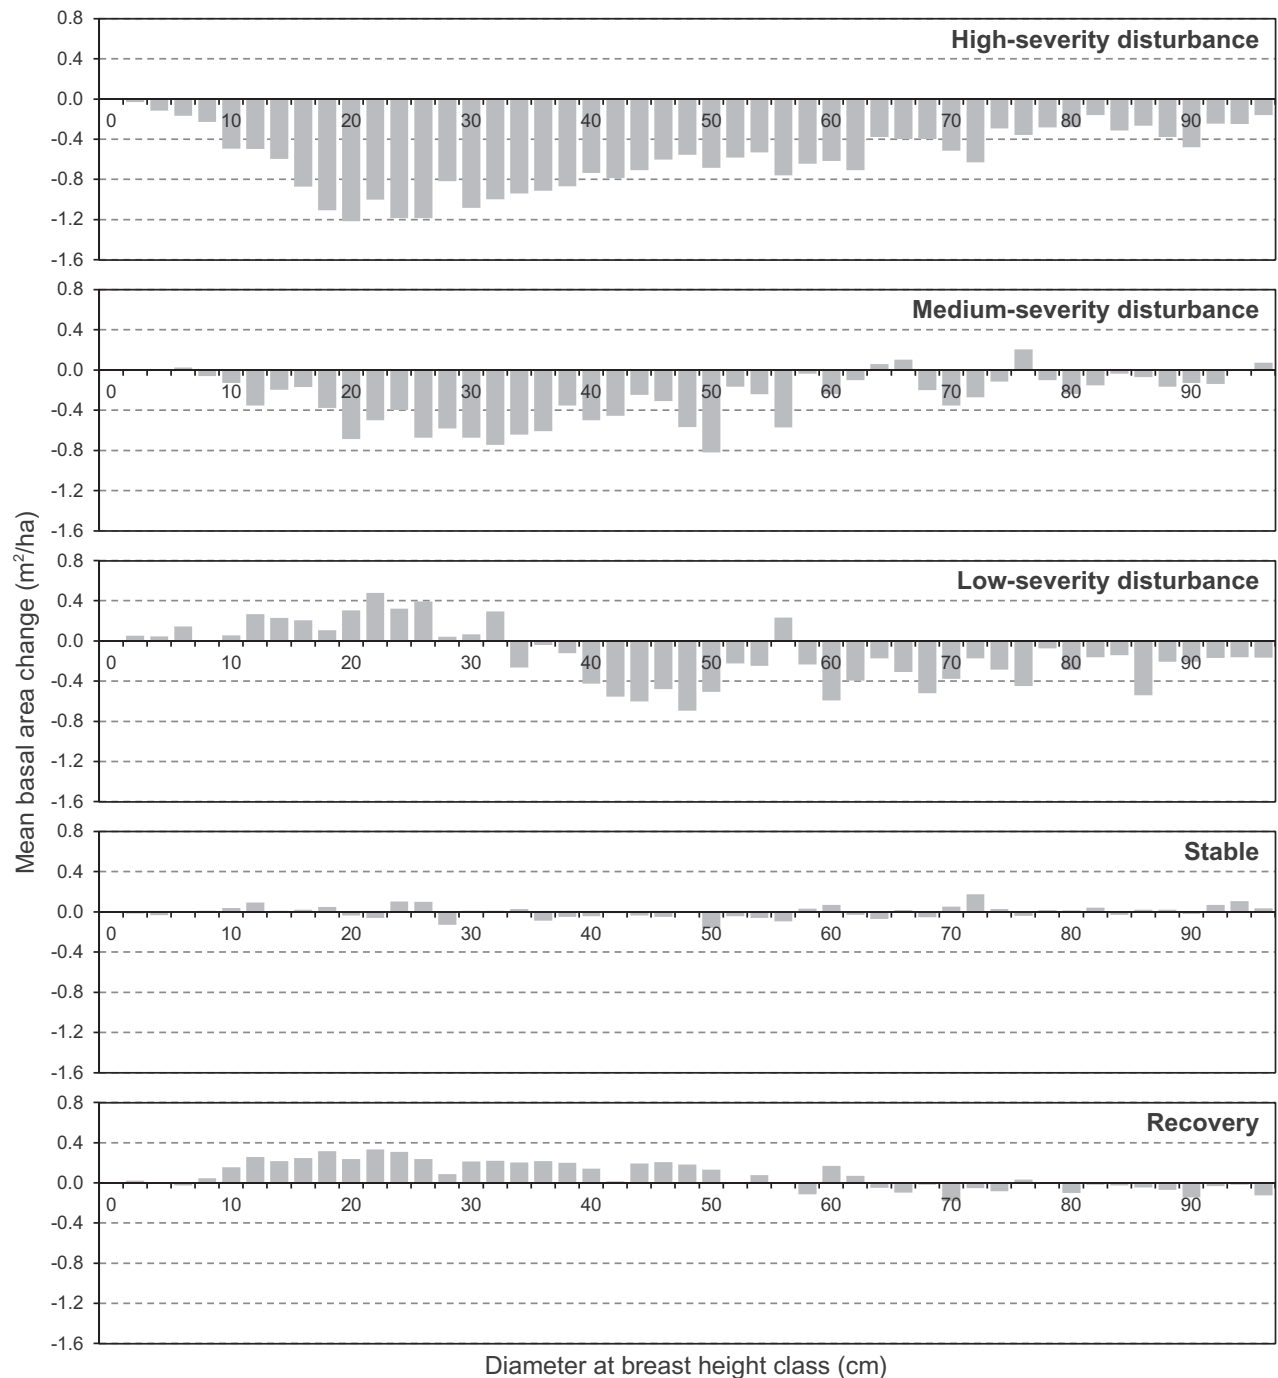 0.8
High-severity disturbance
0.4
0.0
0 10 20 30 40 50 60 70 80 90
-0.4
-0.8
-1.2
-1.6
0.8
Medium-severity disturbance
0.4
0.0
0 10 20 30 40 50 60 70 80 90
-0.4
-0.8
-1.2
-1.6
0.8
Low-severity disturbance
0.4
0.0
0 10 20 30 40 50 60 70 80 90
-0.4
-0.8
-1.2
-1.6
0.8
Stable
0.4
0.0
0 10 20 30 40 50 60 70 80 90
-0.4
-0.8
-1.2
-1.6
0.8
Recovery
0.4
0.0
0 10 20 30 40 50 60 70 80 90
-0.4
-0.8
-1.2
-1.6
Mean basal area change (m²/ha)
Diameter at breast height class (cm)